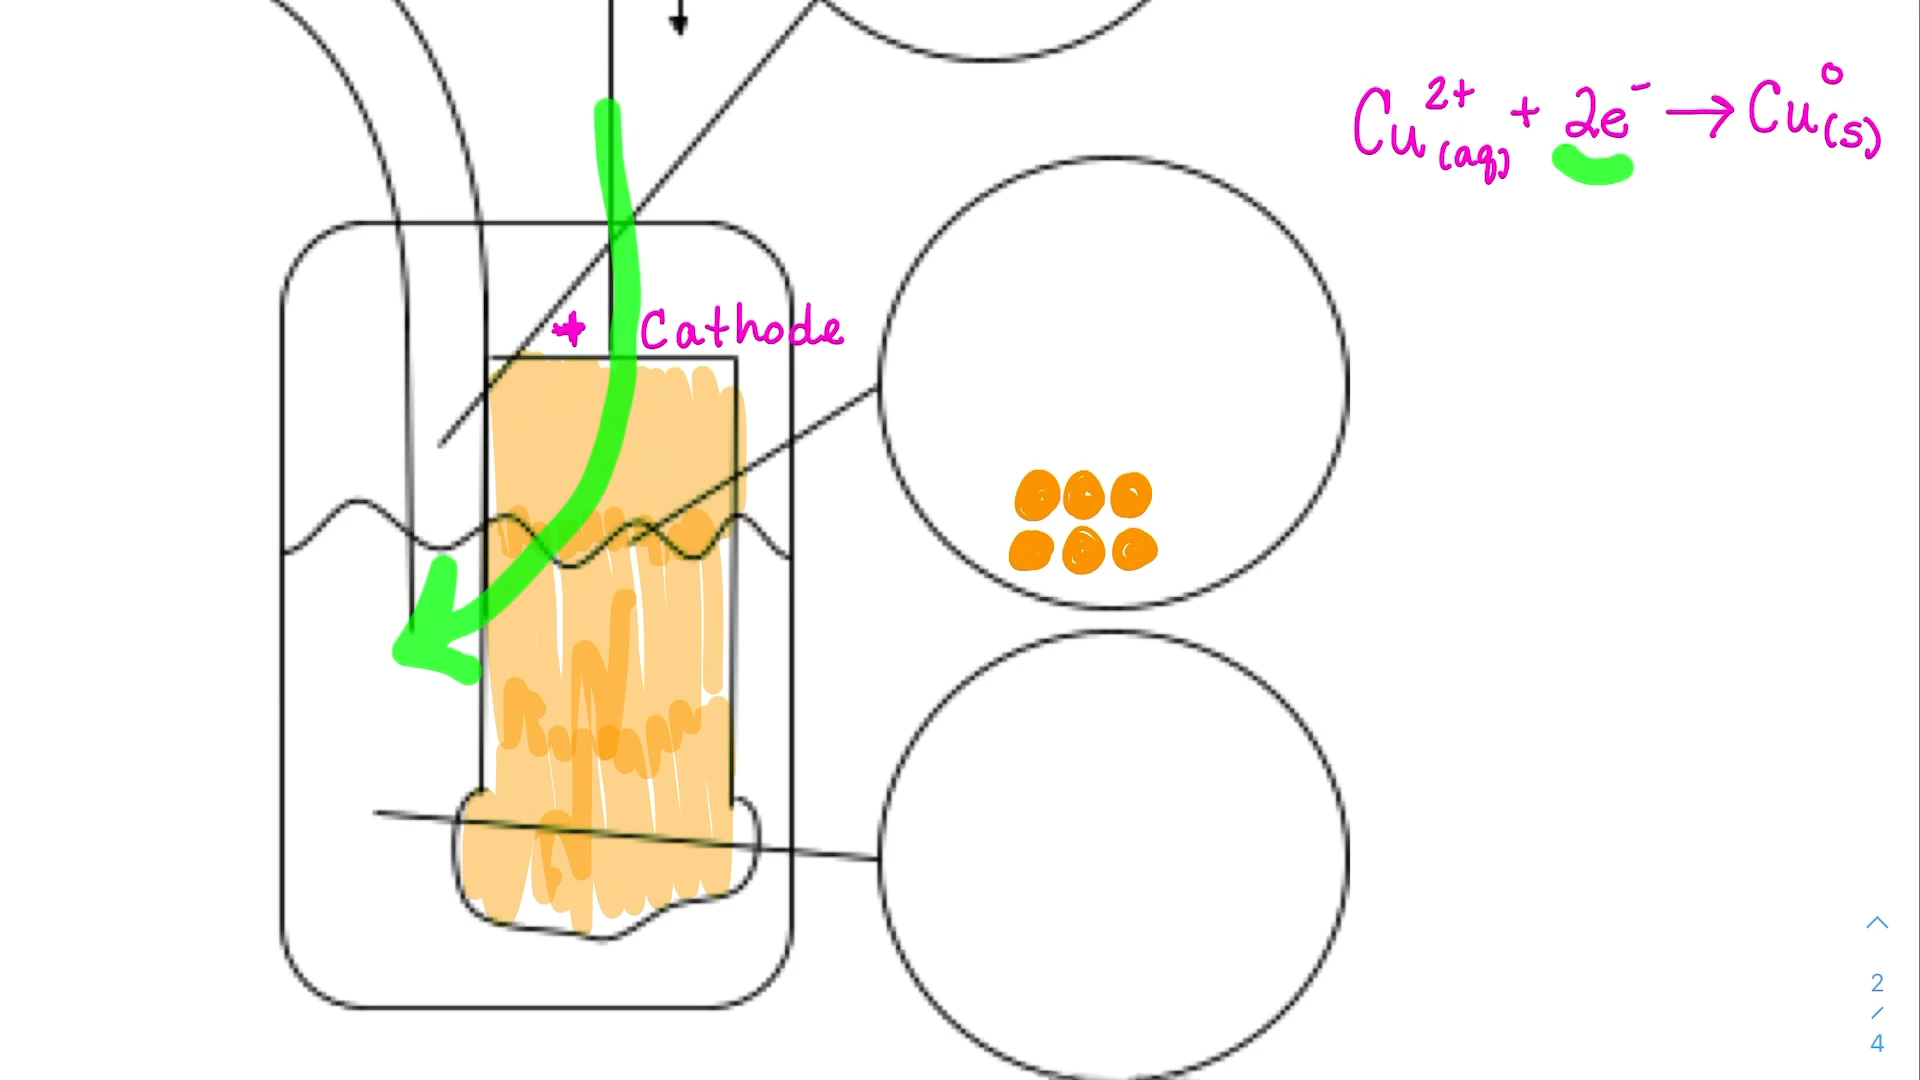 Cu²⁺(aq) + 2e⁻ → Cu⁰(s)
+ Cathode
2
/
4